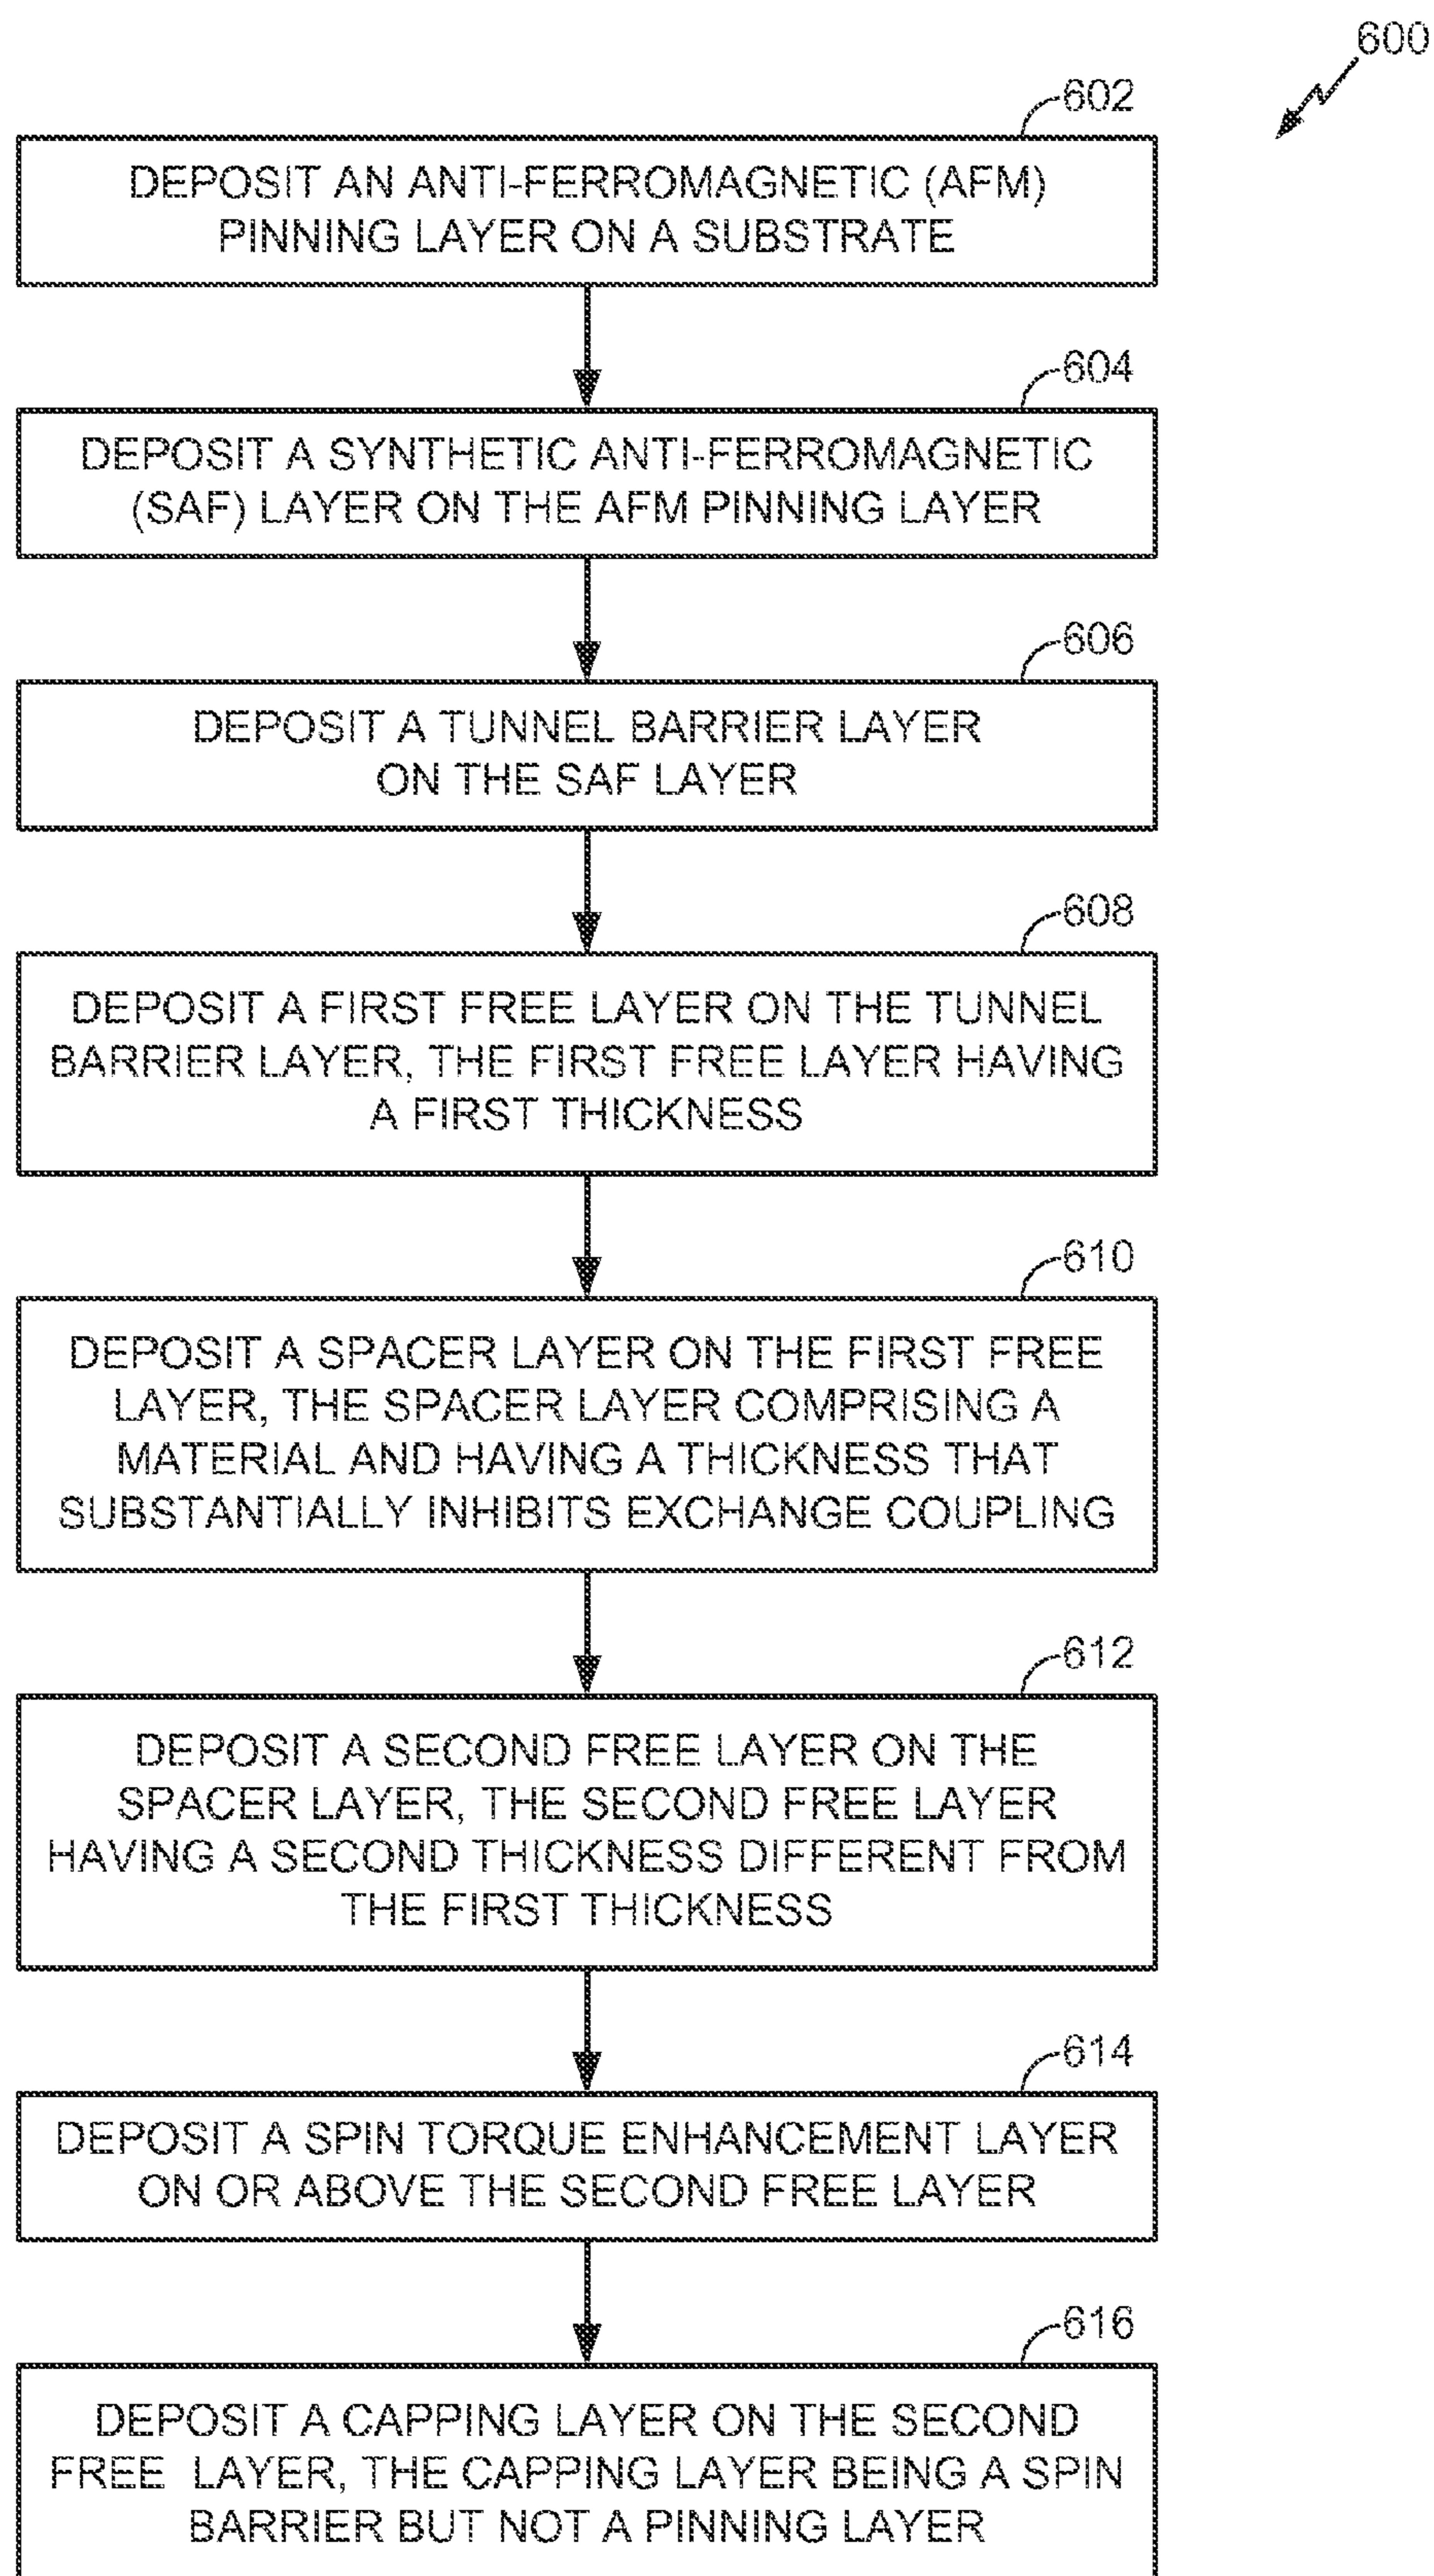 600
602
DEPOSIT AN ANTI-FERROMAGNETIC (AFM)
PINNING LAYER ON A SUBSTRATE
604
DEPOSIT A SYNTHETIC ANTI-FERROMAGNETIC
(SAF) LAYER ON THE AFM PINNING LAYER
606
DEPOSIT A TUNNEL BARRIER LAYER
ON THE SAF LAYER
608
DEPOSIT A FIRST FREE LAYER ON THE TUNNEL
BARRIER LAYER, THE FIRST FREE LAYER HAVING
A FIRST THICKNESS
610
DEPOSIT A SPACER LAYER ON THE FIRST FREE
LAYER, THE SPACER LAYER COMPRISING A
MATERIAL AND HAVING A THICKNESS THAT
SUBSTANTIALLY INHIBITS EXCHANGE COUPLING
612
DEPOSIT A SECOND FREE LAYER ON THE
SPACER LAYER, THE SECOND FREE LAYER
HAVING A SECOND THICKNESS DIFFERENT FROM
THE FIRST THICKNESS
614
DEPOSIT A SPIN TORQUE ENHANCEMENT LAYER
ON OR ABOVE THE SECOND FREE LAYER
616
DEPOSIT A CAPPING LAYER ON THE SECOND
FREE LAYER, THE CAPPING LAYER BEING A SPIN
BARRIER BUT NOT A PINNING LAYER